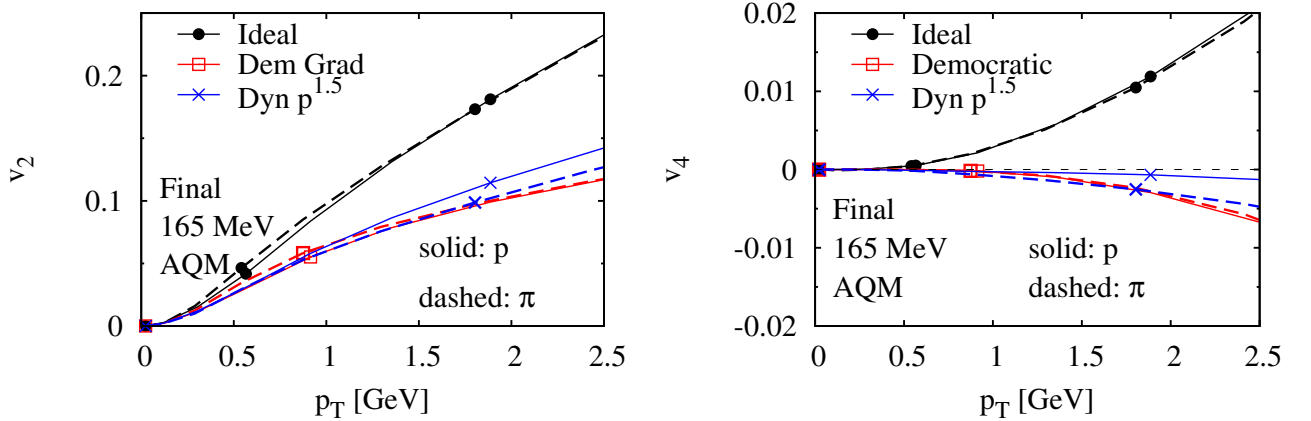 0
0.1
0.2
0
0.5
1
1.5
2
2.5
v2
pT [GeV]
Final
165 MeV
AQM
solid: p
dashed: π
Ideal
Dem Grad
Dyn p^1.5
-0.02
-0.01
0
0.01
0.02
0
0.5
1
1.5
2
2.5
v4
pT [GeV]
Final
165 MeV
AQM
solid: p
dashed: π
Ideal
Democratic
Dyn p^1.5